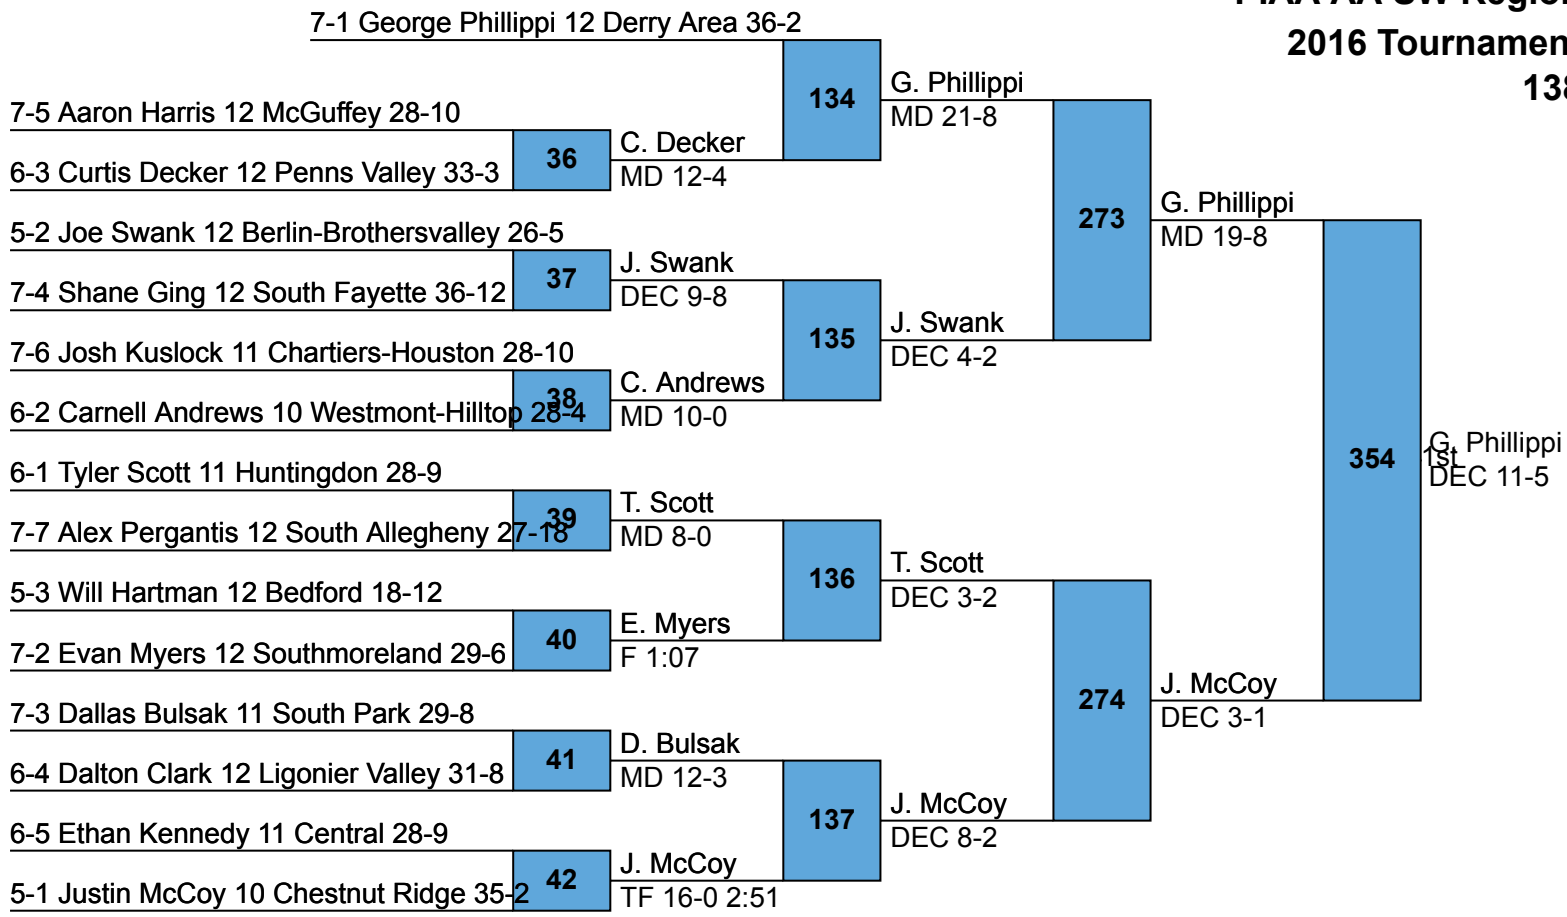 2016 Tournamen
138
7-1 George Phillippi 12 Derry Area 36-2
7-5 Aaron Harris 12 McGuffey 28-10
6-3 Curtis Decker 12 Penns Valley 33-3
5-2 Joe Swank 12 Berlin-Brothersvalley 26-5
7-4 Shane Ging 12 South Fayette 36-12
7-6 Josh Kuslock 11 Chartiers-Houston 28-10
6-2 Carnell Andrews 10 Westmont-Hilltop 28-4
6-1 Tyler Scott 11 Huntingdon 28-9
7-7 Alex Pergantis 12 South Allegheny 27-18
5-3 Will Hartman 12 Bedford 18-12
7-2 Evan Myers 12 Southmoreland 29-6
7-3 Dallas Bulsak 11 South Park 29-8
6-4 Dalton Clark 12 Ligonier Valley 31-8
6-5 Ethan Kennedy 11 Central 28-9
5-1 Justin McCoy 10 Chestnut Ridge 35-2
36
37
38
39
40
41
42
C. Decker
MD 12-4
J. Swank
DEC 9-8
C. Andrews
MD 10-0
T. Scott
MD 8-0
E. Myers
F 1:07
D. Bulsak
MD 12-3
J. McCoy
TF 16-0 2:51
134
135
136
137
G. Phillippi
MD 21-8
J. Swank
DEC 4-2
T. Scott
DEC 3-2
J. McCoy
DEC 8-2
273
274
G. Phillippi
MD 19-8
J. McCoy
DEC 3-1
354
G. Phillippi
1st
DEC 11-5